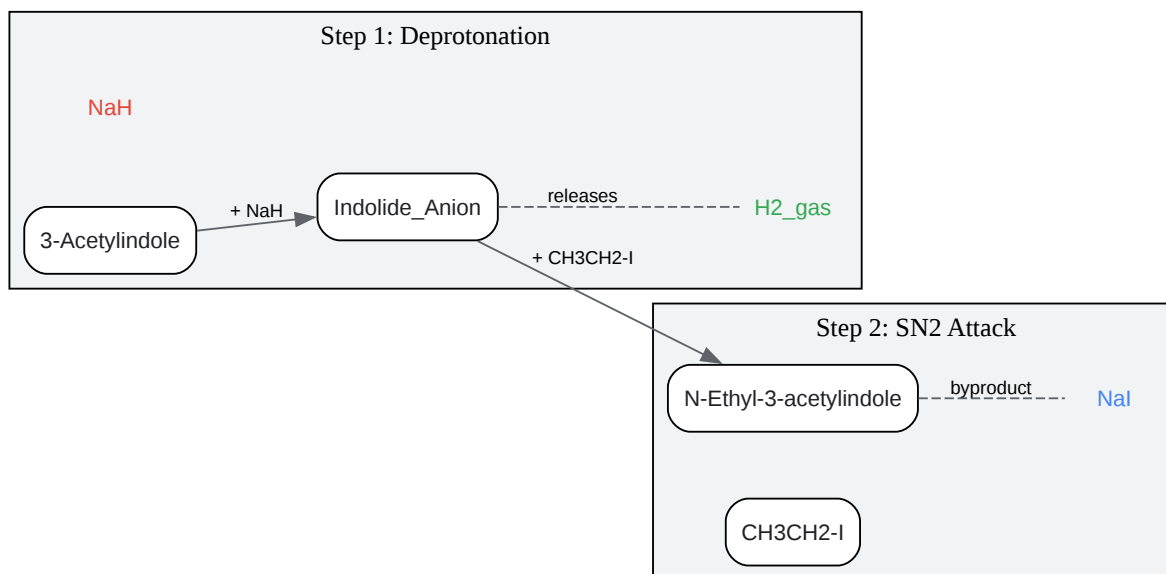 Step 1: Deprotonation
NaH
3-Acetylindole
+ NaH
Indolide_Anion
releases
H2_gas
+ CH3CH2-I
Step 2: SN2 Attack
N-Ethyl-3-acetylindole
byproduct
NaI
CH3CH2-I